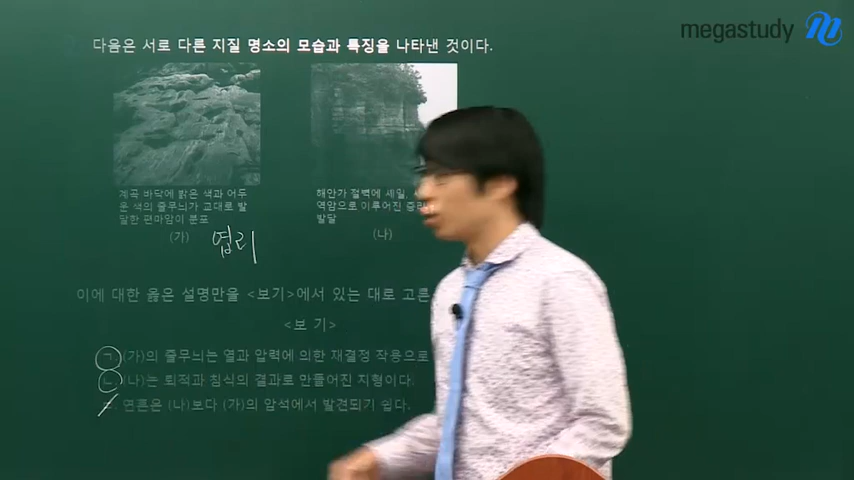 megastudy
다음은 서로 다른 지질 명소의 모습과 특징을 나타낸 것이다.
계곡 바닥에 밝은 색과 어두
운 색의 줄무늬가 교대로 발
달한 편마암이 분포
(가)
엽리
해안가 절벽에 셰일,
역암으로 이루어진 층리
발달
(나)
이에 대한 옳은 설명만을 <보기>에서 있는 대로 고른
<보 기>
ㄱ. (가)의 줄무늬는 열과 압력에 의한 재결정 작용으로
ㄴ. (나)는 퇴적과 침식의 결과로 만들어진 지형이다.
ㄷ. 연흔은 (나)보다 (가)의 암석에서 발견되기 쉽다.